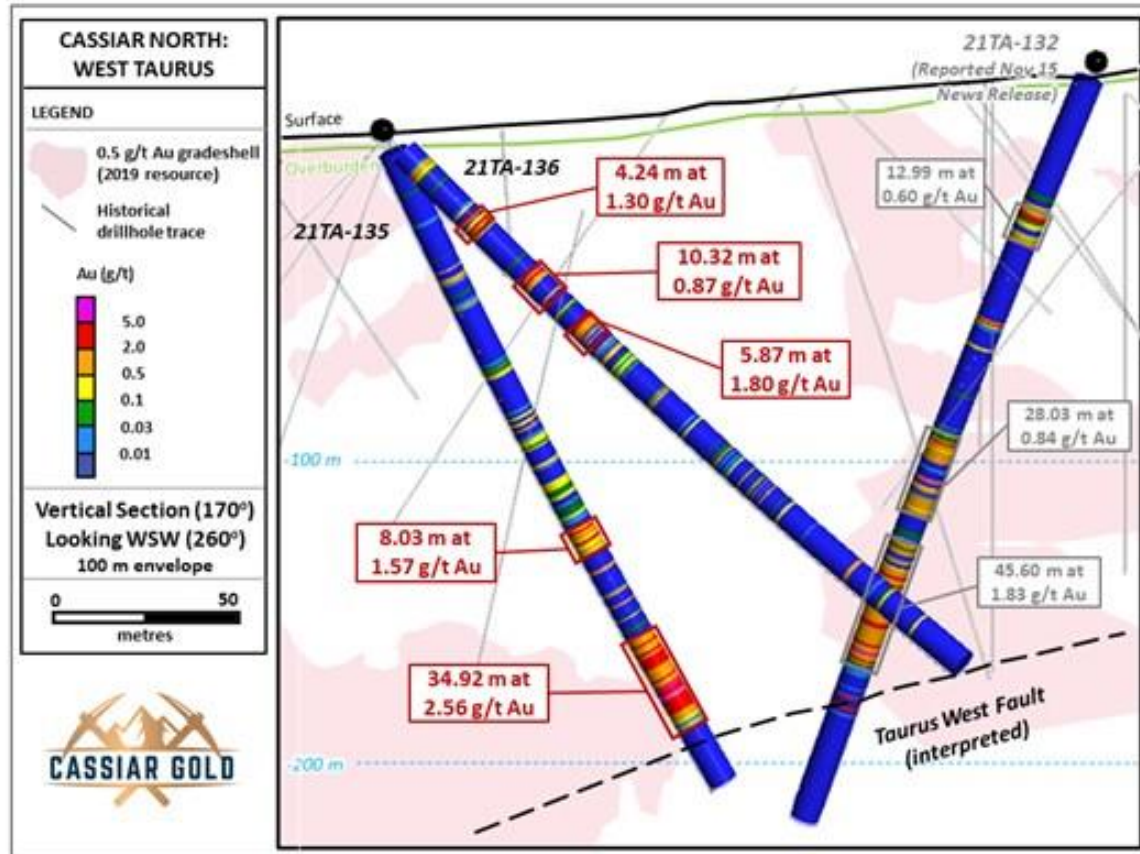 CASSIAR NORTH:
WEST TAURUS
LEGEND
0.5 g/t Au gradeshell
(2019 resource)
Historical
drillhole trace
Au (g/t)
5.0
2.0
0.5
0.1
0.03
0.01
Vertical Section (170°)
Looking WSW (260°)
100 m envelope
0 50
metres
CASSIAR GOLD
21TA-132
(Reported Nov 15
News Release)
Surface
Overburden
21TA-136
21TA-135
4.24 m at
1.30 g/t Au
12.99 m at
0.60 g/t Au
10.32 m at
0.87 g/t Au
5.87 m at
1.80 g/t Au
28.03 m at
0.84 g/t Au
-100 m
8.03 m at
1.57 g/t Au
45.60 m at
1.83 g/t Au
34.92 m at
2.56 g/t Au
Taurus West Fault
(interpreted)
-200 m